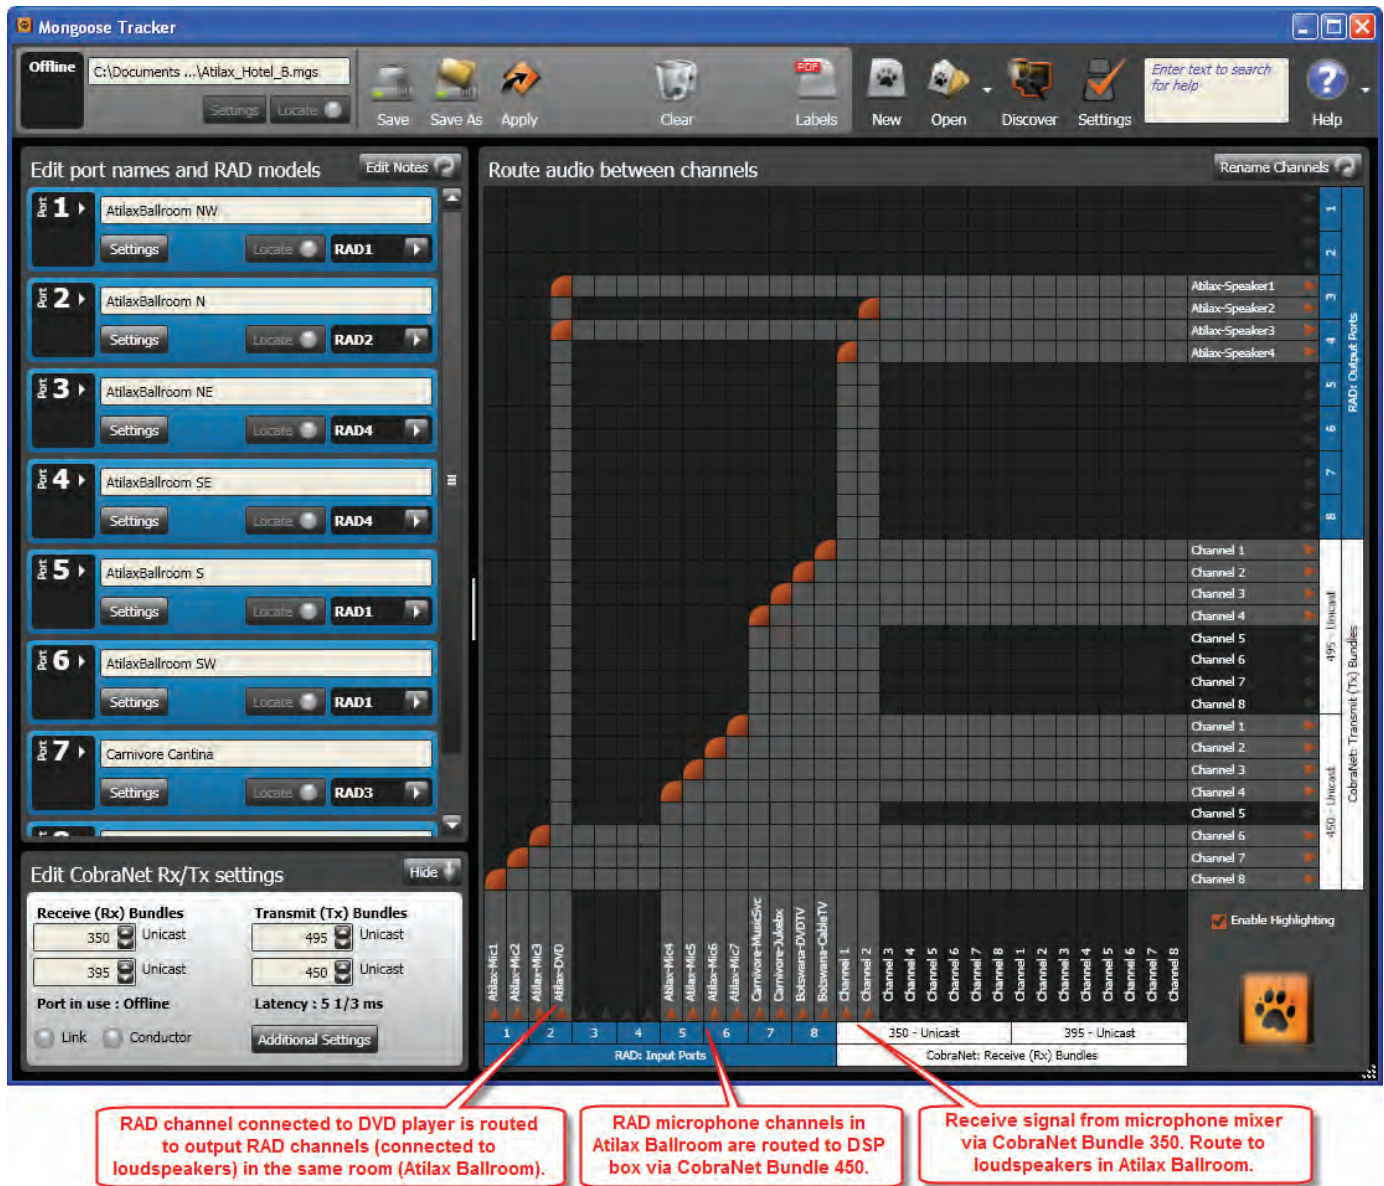 Mongoose Tracker
Offline
C:\Documents ...\Atilax_Hotel_B.mgs
Settings
Locate
Save
Save As
Apply
Clear
PDF
Labels
New
Open
Discover
Settings
Enter text to search
for help
?
Help
Edit port names and RAD models
Edit Notes
Port 1
AtilaxBallroom NW
Settings
Locate
RAD1
Port 2
AtilaxBallroom N
Settings
Locate
RAD2
Port 3
AtilaxBallroom NE
Settings
Locate
RAD4
Port 4
AtilaxBallroom SE
Settings
Locate
RAD4
Port 5
AtilaxBallroom S
Settings
Locate
RAD1
Port 6
AtilaxBallroom SW
Settings
Locate
RAD1
Port 7
Carnivore Cantina
Settings
Locate
RAD3
Edit CobraNet Rx/Tx settings
Hide
Receive (Rx) Bundles
Transmit (Tx) Bundles
350
Unicast
495
Unicast
395
Unicast
450
Unicast
Port in use : Offline
Latency : 5 1/3 ms
Link
Conductor
Additional Settings
Route audio between channels
Rename Channels
Atilax-Speaker1
Atilax-Speaker2
Atilax-Speaker3
Atilax-Speaker4
Channel 1
Channel 2
Channel 3
Channel 4
Channel 5
Channel 6
Channel 7
Channel 8
Channel 1
Channel 2
Channel 3
Channel 4
Channel 5
Channel 6
Channel 7
Channel 8
1
2
3
4
5
6
7
8
RAD: Output Ports
495 - Unicast
450 - Unicast
CobraNet: Transmit (Tx) Bundles
Enable Highlighting
Atilax-Mic1
Atilax-Mic2
Atilax-Mic3
Atilax-DVD
Atilax-Mic4
Atilax-Mic5
Atilax-Mic6
Atilax-Mic7
Carnivore-MusicSvc
Carnivore-Jukebx
Botswana-DVDTV
Botswana-CableTV
Channel 1
Channel 2
Channel 3
Channel 4
Channel 5
Channel 6
Channel 7
Channel 8
Channel 1
Channel 2
Channel 3
Channel 4
Channel 5
Channel 6
Channel 7
Channel 8
1
2
3
4
5
6
7
8
350 - Unicast
395 - Unicast
RAD: Input Ports
CobraNet: Receive (Rx) Bundles
RAD channel connected to DVD player is routed
to output RAD channels (connected to
loudspeakers) in the same room (Atilax Ballroom).
RAD microphone channels in
Atilax Ballroom are routed to DSP
box via CobraNet Bundle 450.
Receive signal from microphone mixer
via CobraNet Bundle 350. Route to
loudspeakers in Atilax Ballroom.